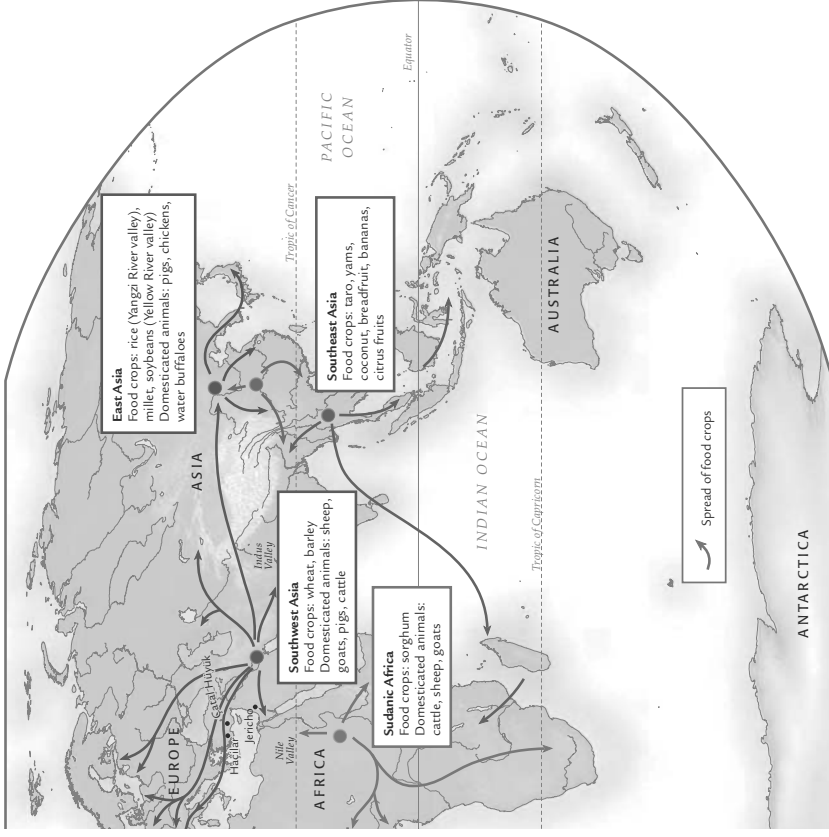 East Asia
Food crops: rice (Yangzi River valley),
millet, soybeans (Yellow River valley)
Domesticated animals: pigs, chickens,
water buffaloes
Southeast Asia
Food crops: taro, yams,
coconut, breadfruit, bananas,
citrus fruits
Southwest Asia
Food crops: wheat, barley
Domesticated animals: sheep,
goats, pigs, cattle
Sudanic Africa
Food crops: sorghum
Domesticated animals:
cattle, sheep, goats
Spread of food crops
PACIFIC
OCEAN
Equator
Tropic of Cancer
ASIA
AUSTRALIA
INDIAN OCEAN
Tropic of Capricorn
Indus
Valley
Çatal Hüyük
Hacilar
Jericho
EUROPE
Nile
Valley
AFRICA
ANTARCTICA